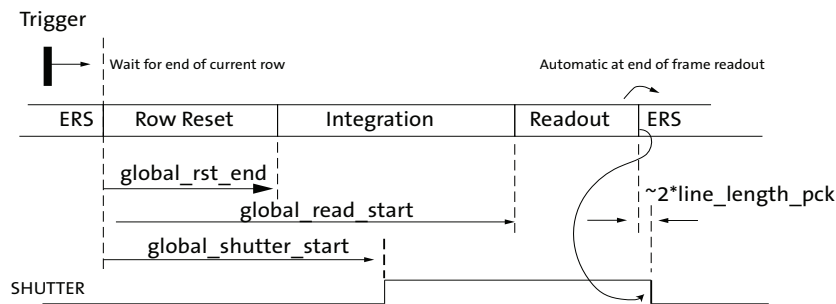 Trigger
Wait for end of current row
Automatic at end of frame readout
ERS Row Reset Integration Readout ERS
global_rst_end
~2*line_length_pck
global_read_start
global_shutter_start
SHUTTER